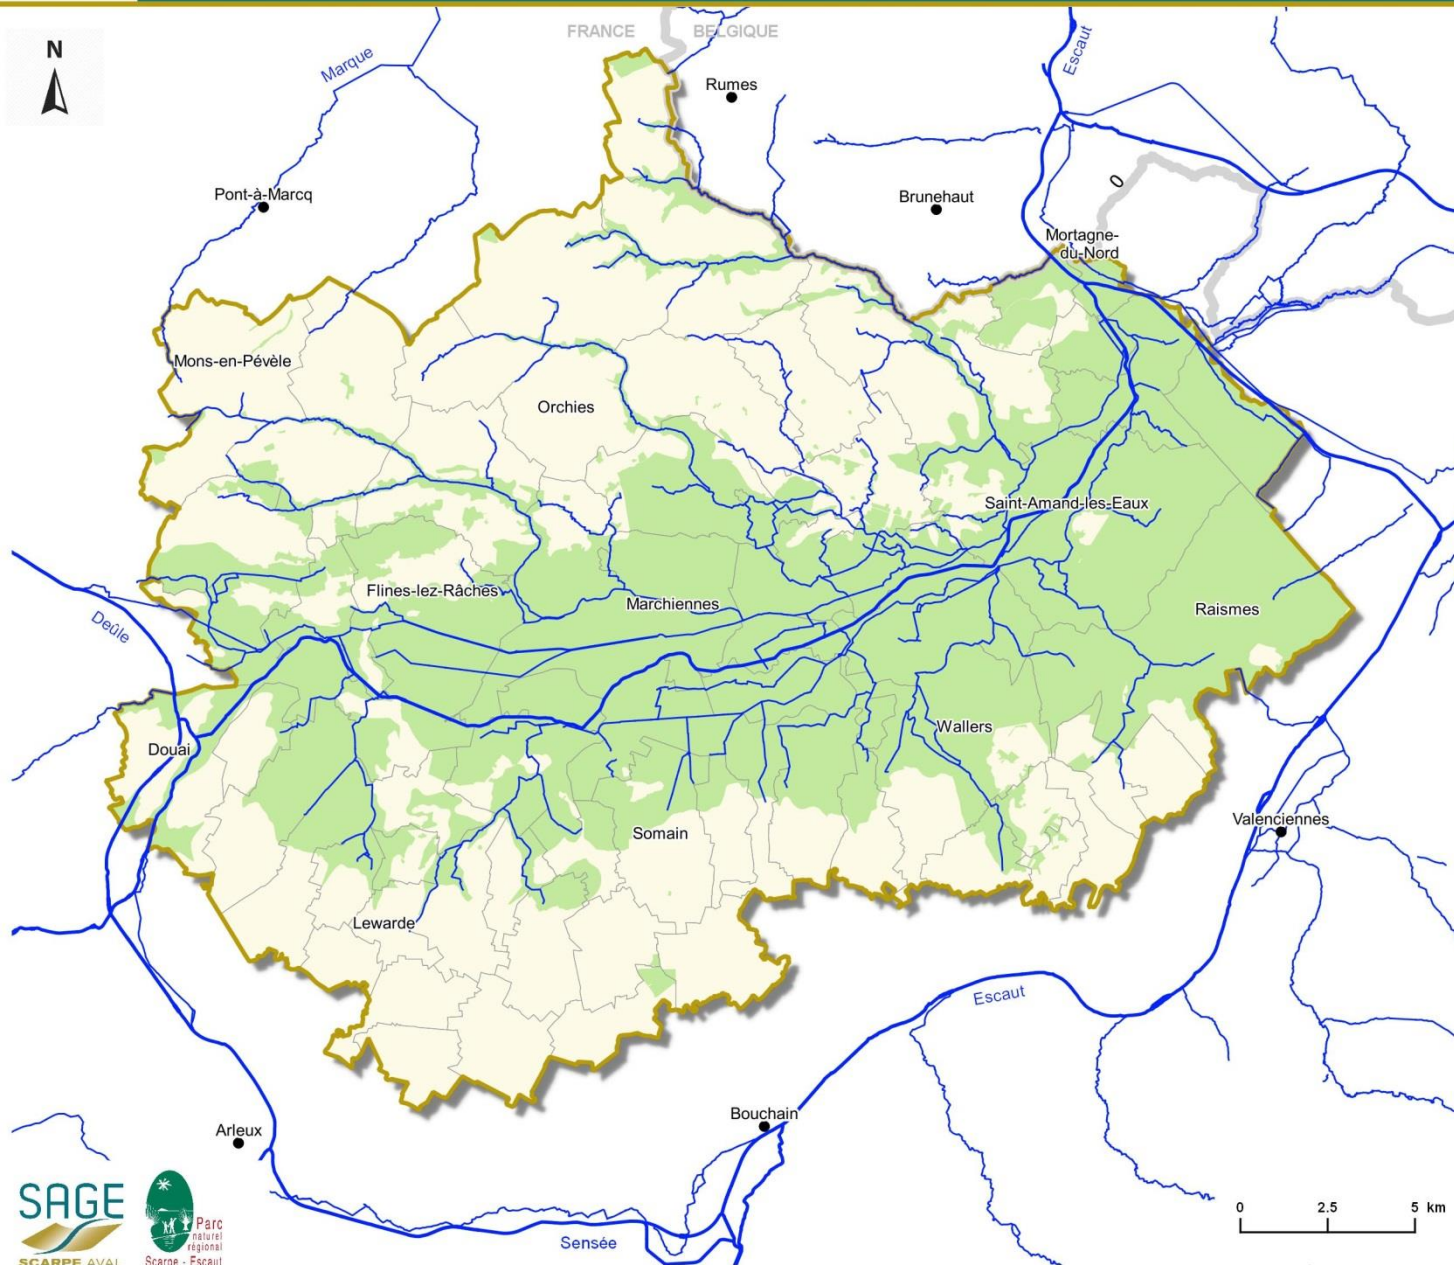 FRANCE BELGIQUE
N
Marque
Escaut
Rumes
Pont-à-Marcq
Brunehaut
0
Mortagne-
du-Nord
Mons-en-Pévèle
Orchies
Saint-Amand-les-Eaux
Flines-lez-Râches
Marchiennes
Raismes
Deûle
Douai
Wallers
Valenciennes
Somain
Lewarde
Escaut
Bouchain
Arleux
SAGE
SCARPE AVAL
Parc
naturel
régional
Scarpe - Escaut
Sensée
0 2.5 5 km